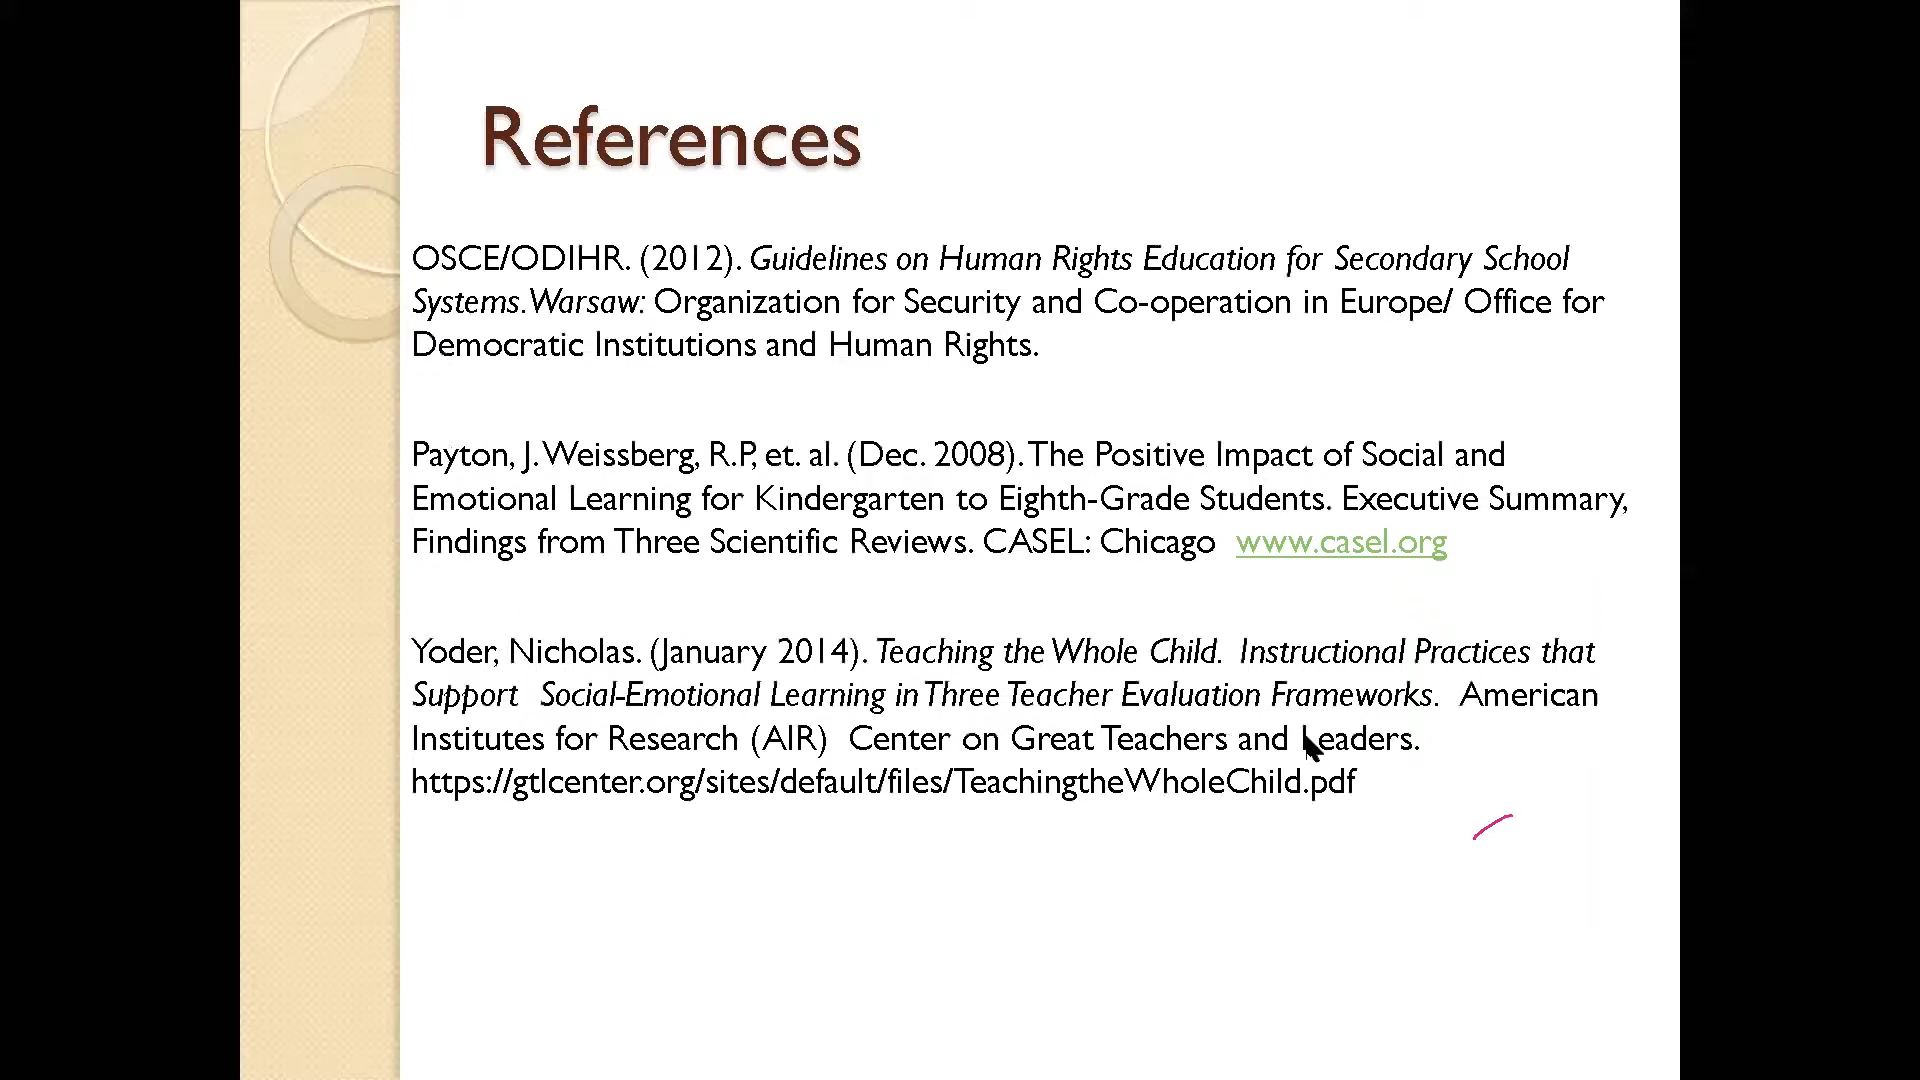 References
OSCE/ODIHR. (2012). Guidelines on Human Rights Education for Secondary School
Systems. Warsaw: Organization for Security and Co-operation in Europe/ Office for
Democratic Institutions and Human Rights.
Payton, J. Weissberg, R.P, et. al. (Dec. 2008). The Positive Impact of Social and
Emotional Learning for Kindergarten to Eighth-Grade Students. Executive Summary,
Findings from Three Scientific Reviews. CASEL: Chicago www.casel.org
Yoder, Nicholas. (January 2014). Teaching the Whole Child. Instructional Practices that
Support Social-Emotional Learning in Three Teacher Evaluation Frameworks. American
Institutes for Research (AIR) Center on Great Teachers and Leaders.
https://gtlcenter.org/sites/default/files/TeachingtheWholeChild.pdf